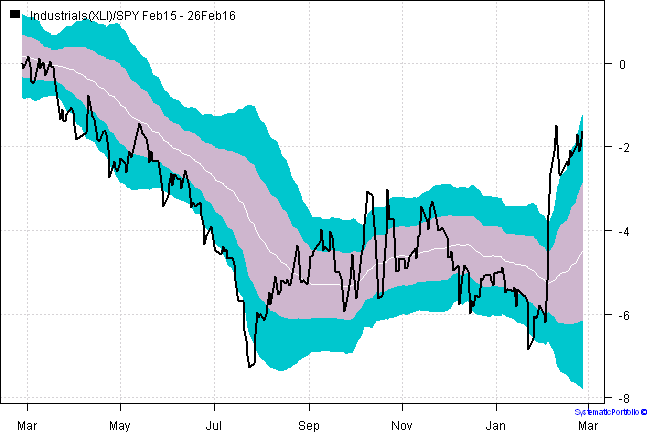 Industrials(XLI)/SPY Feb15 - 26Feb16
0
-2
-4
-6
-8
SystematicPortfolio ©
Mar May Jul Sep Nov Jan Mar